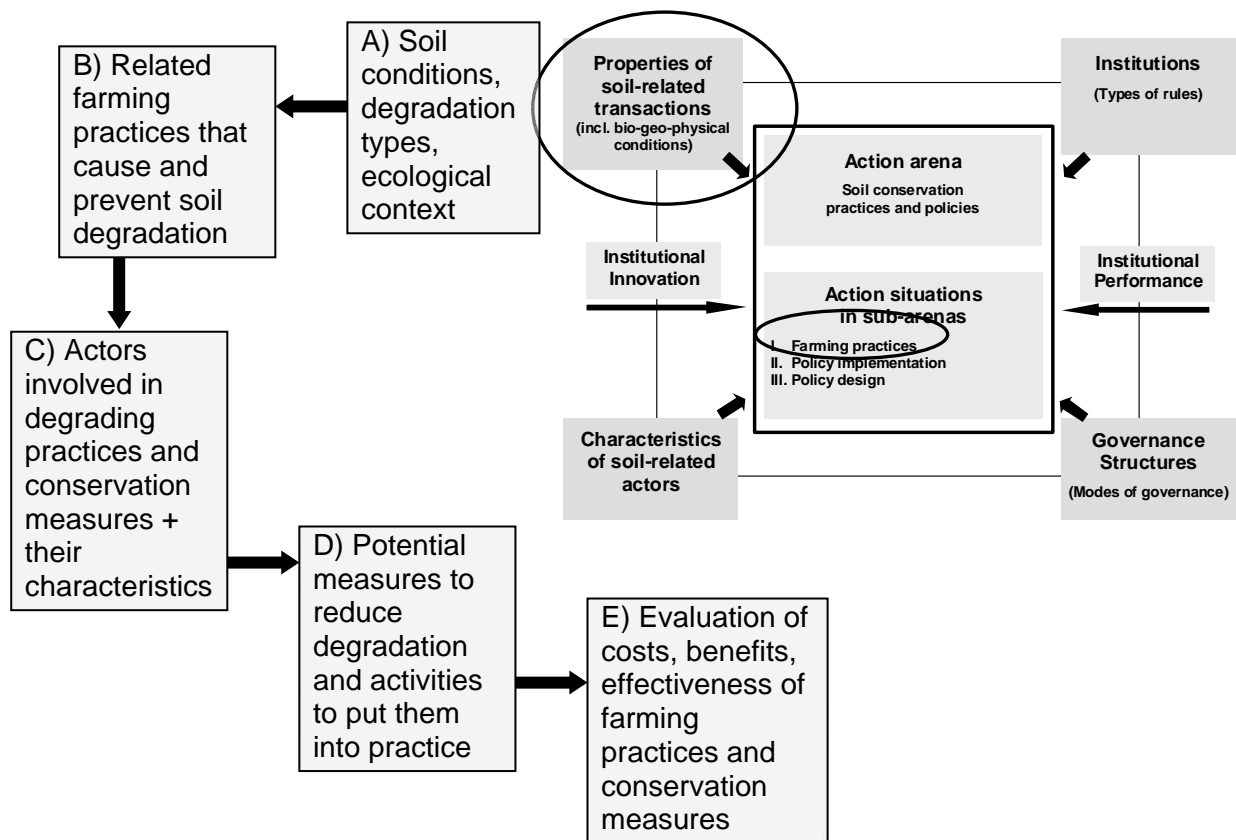 A) Soil
conditions,
degradation
types,
ecological
context
B) Related
farming
practices that
cause and
prevent soil
degradation
C) Actors
involved in
degrading
practices and
conservation
measures +
their
characteristics
D) Potential
measures to
reduce
degradation
and activities
to put them
into practice
E) Evaluation of
costs, benefits,
effectiveness of
farming
practices and
conservation
measures
Properties of
soil-related
transactions
(incl. bio-geo-physical
conditions)
Institutions
(Types of rules)
Action arena
Soil conservation
practices and policies
Institutional
Innovation
Institutional
Performance
Action situations
in sub-arenas
I. Farming practices
II. Policy implementation
III. Policy design
Characteristics
of soil-related
actors
Governance
Structures
(Modes of governance)